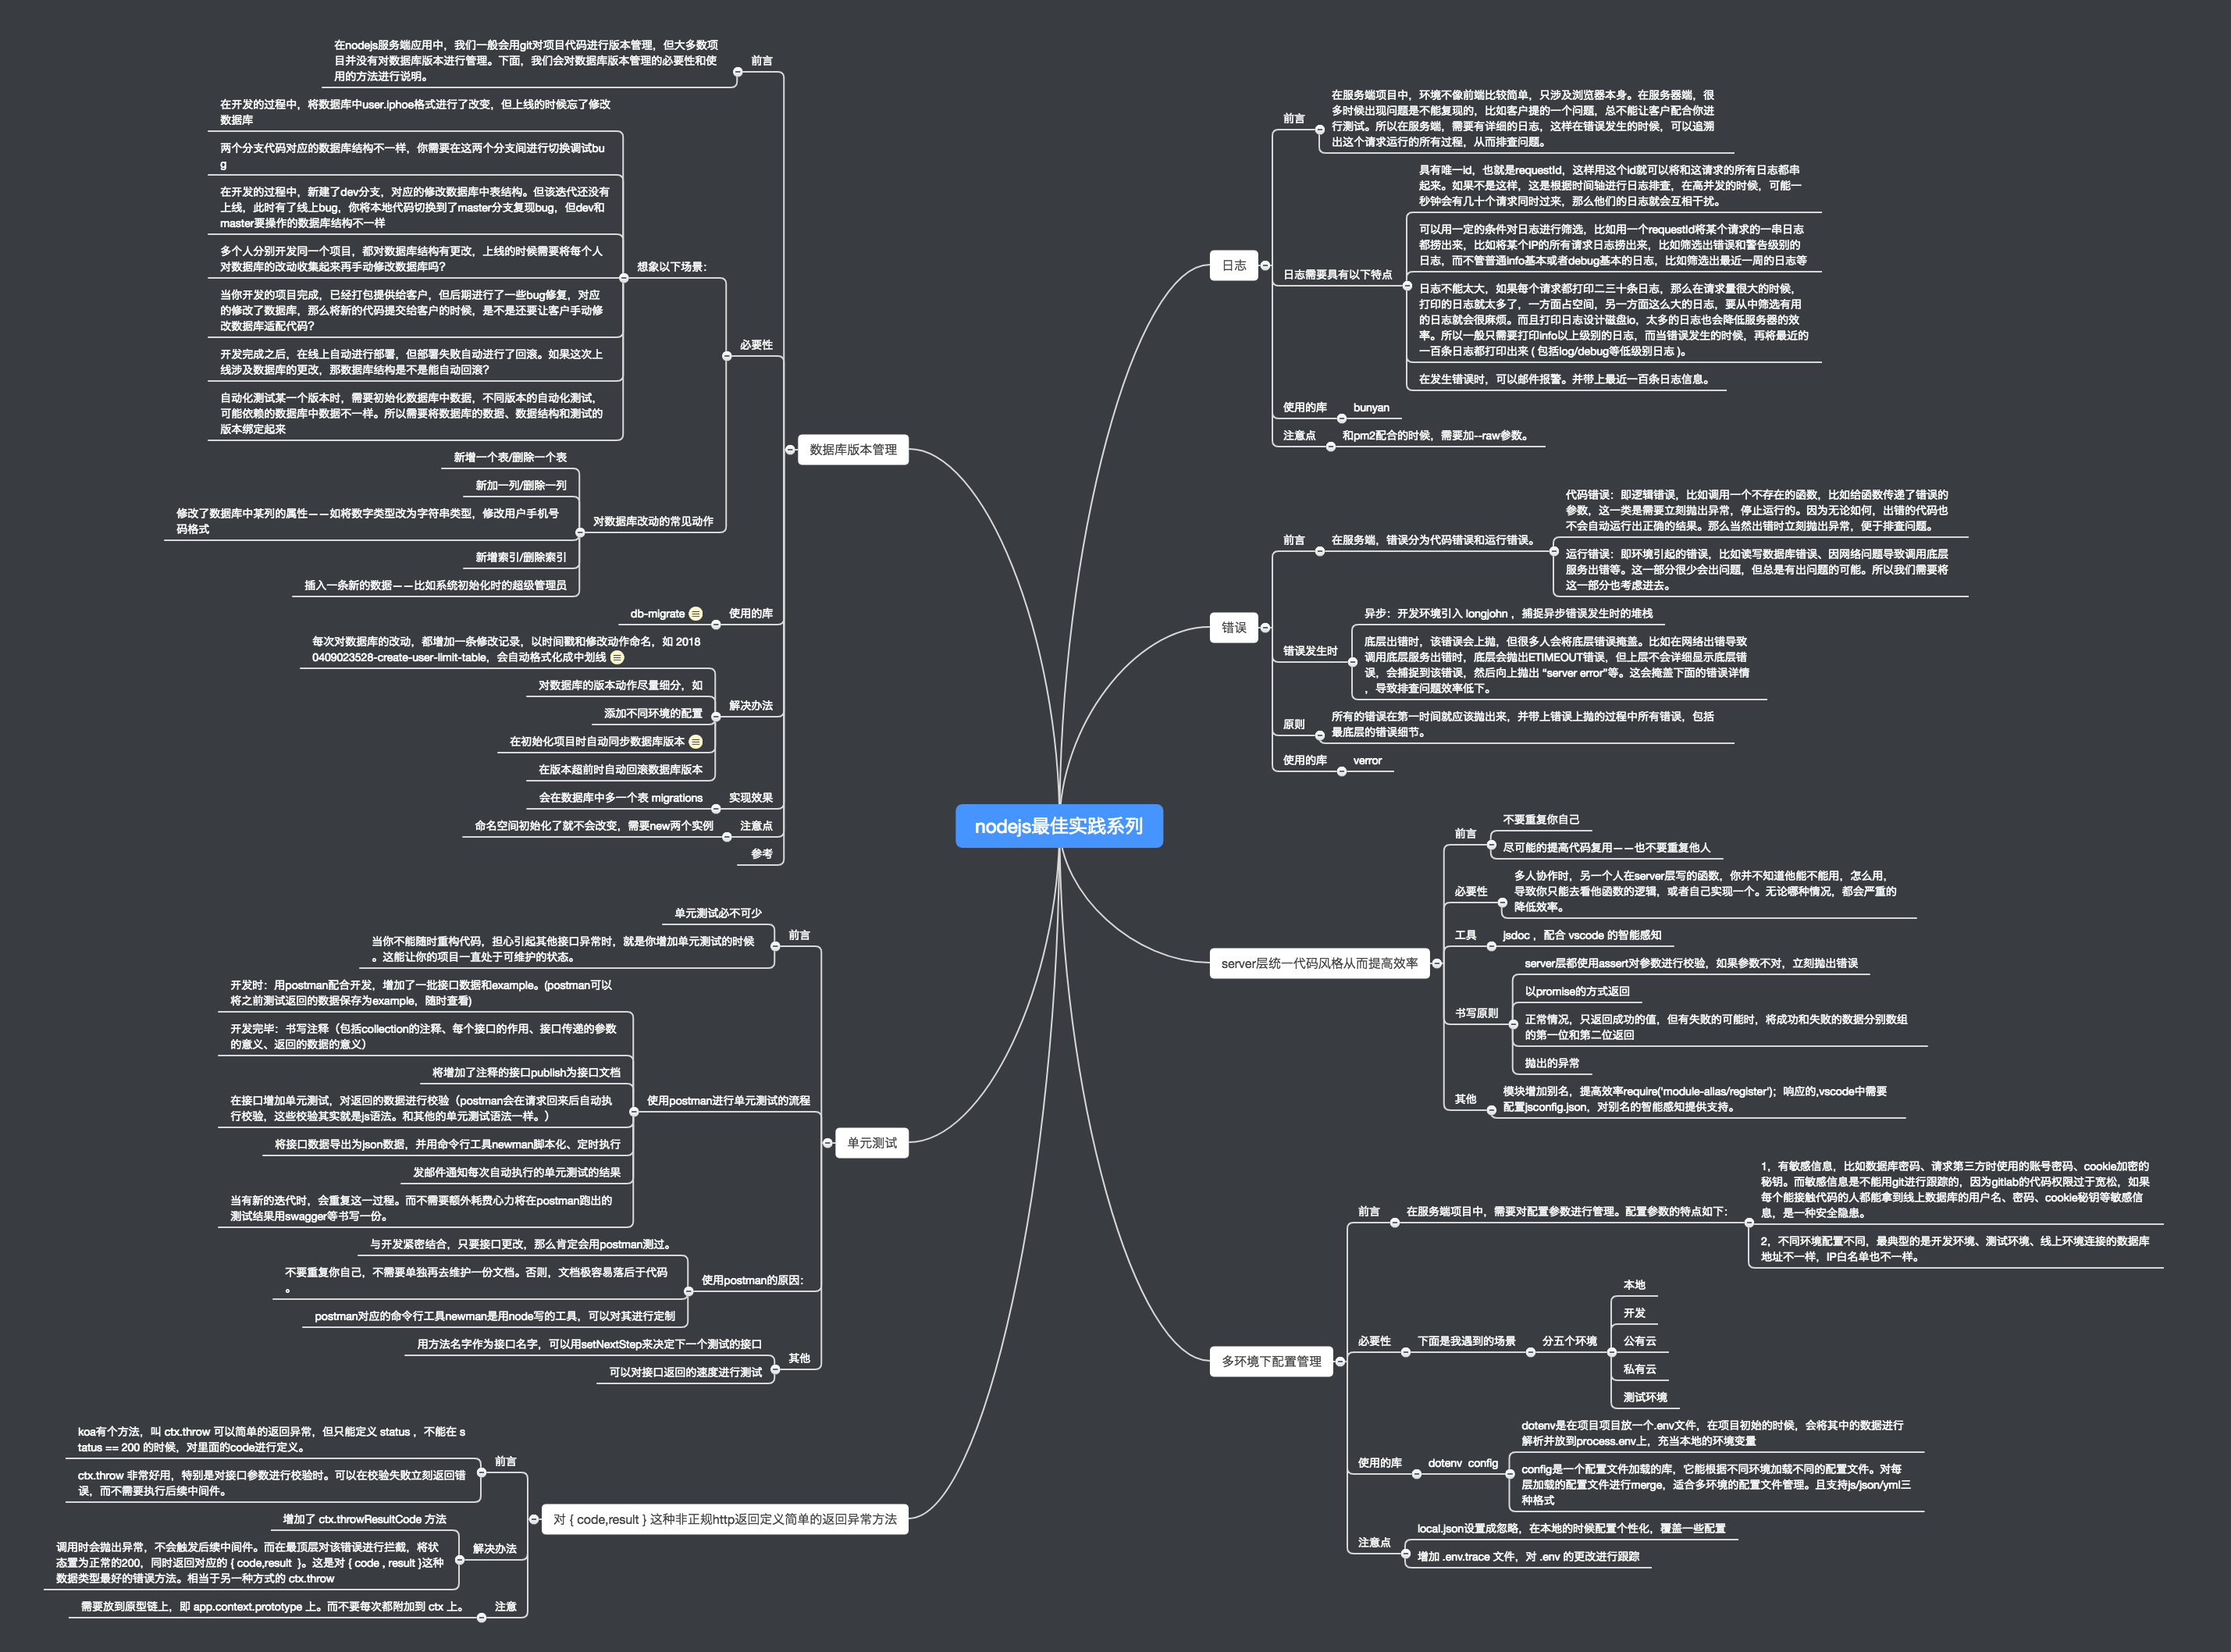 nodejs最佳实践系列
日志
前言
在服务端项目中，环境不像前端比较简单，只涉及浏览器本身。在服务器端，很
多时候出现问题是不能复现的，比如客户提的一个问题，总不能让客户配合你进
行测试。所以在服务端，需要有详细的日志，这样在错误发生的时候，可以追溯
出这个请求运行的所有过程，从而排查问题。
日志需要具有以下特点
具有唯一id，也就是requestId，这样用这个id就可以将和这请求的所有日志都串
起来。如果不是这样，这是根据时间轴进行日志排查，在高并发的时候，可能一
秒钟会有几十个请求同时过来，那么他们的日志就会互相干扰。
可以用一定的条件对日志进行筛选，比如用一个requestId将某个请求的一串日志
都捞出来，比如将某个IP的所有请求日志捞出来，比如筛选出错误和警告级别的
日志，而不管普通info基本或者debug基本的日志，比如筛选出最近一周的日志等
日志不能太大，如果每个请求都打印二三十条日志，那么在请求量很大的时候，
打印的日志就太多了，一方面占空间，另一方面这么大的日志，要从中筛选有用
的日志就会很麻烦。而且打印日志设计磁盘io，太多的日志也会降低服务器的效
率。所以一般只需要打印info以上级别的日志，而当错误发生的时候，再将最近的
一百条日志都打印出来 ( 包括log/debug等低级别日志 )。
在发生错误时，可以邮件报警。并带上最近一百条日志信息。
使用的库
bunyan
注意点
和pm2配合的时候，需要加--raw参数。
错误
前言
在服务端，错误分为代码错误和运行错误。
代码错误：即逻辑错误，比如调用一个不存在的函数，比如给函数传递了错误的
参数，这一类是需要立刻抛出异常，停止运行的。因为无论如何，出错的代码也
不会自动运行出正确的结果。那么当然出错时立刻抛出异常，便于排查问题。
运行错误：即环境引起的错误，比如读写数据库错误、因网络问题导致调用底层
服务出错等。这一部分很少会出问题，但总是有出问题的可能。所以我们需要将
这一部分也考虑进去。
错误发生时
异步：开发环境引入 longjohn ，捕捉异步错误发生时的堆栈
底层出错时，该错误会上抛，但很多人会将底层错误掩盖。比如在网络出错导致
调用底层服务出错时，底层会抛出ETIMEOUT错误，但上层不会详细显示底层错
误，会捕捉到该错误，然后向上抛出 "server error"等。这会掩盖下面的错误详情
，导致排查问题效率低下。
原则
所有的错误在第一时间就应该抛出来，并带上错误上抛的过程中所有错误，包括
最底层的错误细节。
使用的库
verror
server层统一代码风格从而提高效率
前言
不要重复你自己
尽可能的提高代码复用——也不要重复他人
必要性
多人协作时，另一个人在server层写的函数，你并不知道他能不能用，怎么用，
导致你只能去看他函数的逻辑，或者自己实现一个。无论哪种情况，都会严重的
降低效率。
工具
jsdoc ，配合 vscode 的智能感知
书写原则
server层都使用assert对参数进行校验，如果参数不对，立刻抛出错误
以promise的方式返回
正常情况，只返回成功的值，但有失败的可能时，将成功和失败的数据分别数组
的第一位和第二位返回
抛出的异常
其他
模块增加别名，提高效率require('module-alias/register')；响应的,vscode中需要
配置jsconfig.json，对别名的智能感知提供支持。
多环境下配置管理
前言
在服务端项目中，需要对配置参数进行管理。配置参数的特点如下：
1，有敏感信息，比如数据库密码、请求第三方时使用的账号密码、cookie加密的
秘钥。而敏感信息是不能用git进行跟踪的，因为gitlab的代码权限过于宽松，如果
每个能接触代码的人都能拿到线上数据库的用户名、密码、cookie秘钥等敏感信
息，是一种安全隐患。
2，不同环境配置不同，最典型的是开发环境、测试环境、线上环境连接的数据库
地址不一样，IP白名单也不一样。
必要性
下面是我遇到的场景
分五个环境
本地
开发
公有云
私有云
测试环境
使用的库
dotenv config
dotenv是在项目项目放一个.env文件，在项目初始的时候，会将其中的数据进行
解析并放到process.env上，充当本地的环境变量
config是一个配置文件加载的库，它能根据不同环境加载不同的配置文件。对每
层加载的配置文件进行merge，适合多环境的配置文件管理。且支持js/json/yml三
种格式
注意点
local.json设置成忽略，在本地的时候配置个性化，覆盖一些配置
增加 .env.trace 文件，对 .env 的更改进行跟踪
数据库版本管理
前言
在nodejs服务端应用中，我们一般会用git对项目代码进行版本管理，但大多数项
目并没有对数据库版本进行管理。下面，我们会对数据库版本管理的必要性和使
用的方法进行说明。
必要性
想象以下场景：
在开发的过程中，将数据库中user.iphoe格式进行了改变，但上线的时候忘了修改
数据库
两个分支代码对应的数据库结构不一样，你需要在这两个分支间进行切换调试bu
g
在开发的过程中，新建了dev分支，对应的修改数据库中表结构。但该迭代还没有
上线，此时有了线上bug，你将本地代码切换到了master分支复现bug，但dev和
master要操作的数据库结构不一样
多个人分别开发同一个项目，都对数据库结构有更改，上线的时候需要将每个人
对数据库的改动收集起来再手动修改数据库吗？
当你开发的项目完成，已经打包提供给客户，但后期进行了一些bug修复，对应
的修改了数据库，那么将新的代码提交给客户的时候，是不是还要让客户手动修
改数据库适配代码？
开发完成之后，在线上自动进行部署，但部署失败自动进行了回滚。如果这次上
线涉及数据库的更改，那数据库结构是不是能自动回滚？
自动化测试某一个版本时，需要初始化数据库中数据，不同版本的自动化测试，
可能依赖的数据库中数据不一样。所以需要将数据库的数据、数据结构和测试的
版本绑定起来
对数据库改动的常见动作
新增一个表/删除一个表
新加一列/删除一列
修改了数据库中某列的属性——如将数字类型改为字符串类型，修改用户手机号
码格式
新增索引/删除索引
插入一条新的数据——比如系统初始化时的超级管理员
使用的库
db-migrate
解决办法
每次对数据库的改动，都增加一条修改记录，以时间戳和修改动作命名，如 2018
0409023528-create-user-limit-table，会自动格式化成中划线
对数据库的版本动作尽量细分，如
添加不同环境的配置
在初始化项目时自动同步数据库版本
在版本超前时自动回滚数据库版本
实现效果
会在数据库中多一个表 migrations
注意点
命名空间初始化了就不会改变，需要new两个实例
参考
单元测试
前言
单元测试必不可少
当你不能随时重构代码，担心引起其他接口异常时，就是你增加单元测试的时候
。这能让你的项目一直处于可维护的状态。
使用postman进行单元测试的流程
开发时：用postman配合开发，增加了一批接口数据和example。(postman可以
将之前测试返回的数据保存为example，随时查看)
开发完毕：书写注释（包括collection的注释、每个接口的作用、接口传递的参数
的意义、返回的数据的意义）
将增加了注释的接口publish为接口文档
在接口增加单元测试，对返回的数据进行校验（postman会在请求回来后自动执
行校验，这些校验其实就是js语法。和其他的单元测试语法一样。）
将接口数据导出为json数据，并用命令行工具newman脚本化、定时执行
发邮件通知每次自动执行的单元测试的结果
当有新的迭代时，会重复这一过程。而不需要额外耗费心力将在postman跑出的
测试结果用swagger等书写一份。
使用postman的原因：
与开发紧密结合，只要接口更改，那么肯定会用postman测过。
不要重复你自己，不需要单独再去维护一份文档。否则，文档极容易落后于代码
。
postman对应的命令行工具newman是用node写的工具，可以对其进行定制
其他
用方法名字作为接口名字，可以用setNextStep来决定下一个测试的接口
可以对接口返回的速度进行测试
对 { code,result } 这种非正规http返回定义简单的返回异常方法
前言
koa有个方法，叫 ctx.throw 可以简单的返回异常，但只能定义 status ，不能在 s
tatus == 200 的时候，对里面的code进行定义。
ctx.throw 非常好用，特别是对接口参数进行校验时。可以在校验失败立刻返回错
误，而不需要执行后续中间件。
解决办法
增加了 ctx.throwResultCode 方法
调用时会抛出异常，不会触发后续中间件。而在最顶层对该错误进行拦截，将状
态置为正常的200，同时返回对应的 { code,result }。这是对 { code , result }这种
数据类型最好的错误方法。相当于另一种方式的 ctx.throw
注意
需要放到原型链上，即 app.context.prototype 上。而不要每次都附加到 ctx 上。